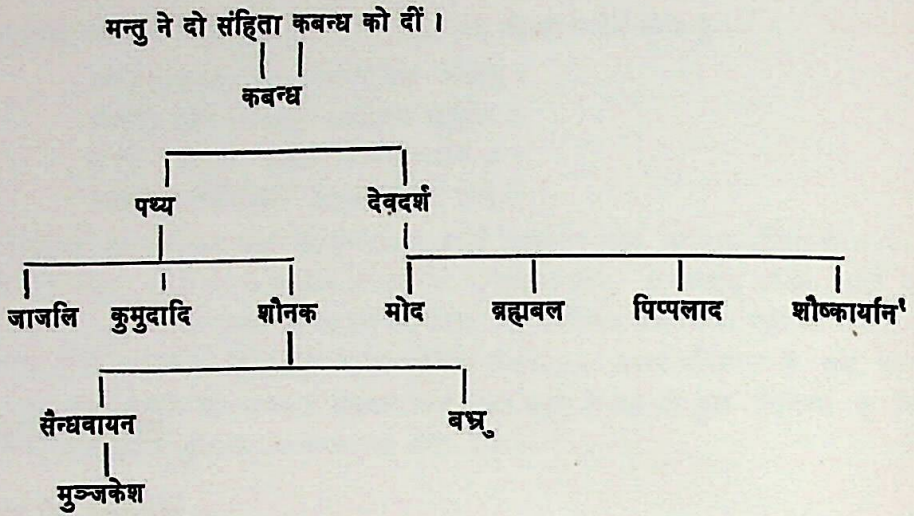 मन्तु ने दो संहिता कबन्ध को दीं ।
कबन्ध
पथ्य देवदर्श
जाजलि कुमुदादि शौनक मोद ब्रह्मबल पिप्पलाद शौष्कार्यान¹
सैन्धवायन बभ्रु
मुञ्जकेश